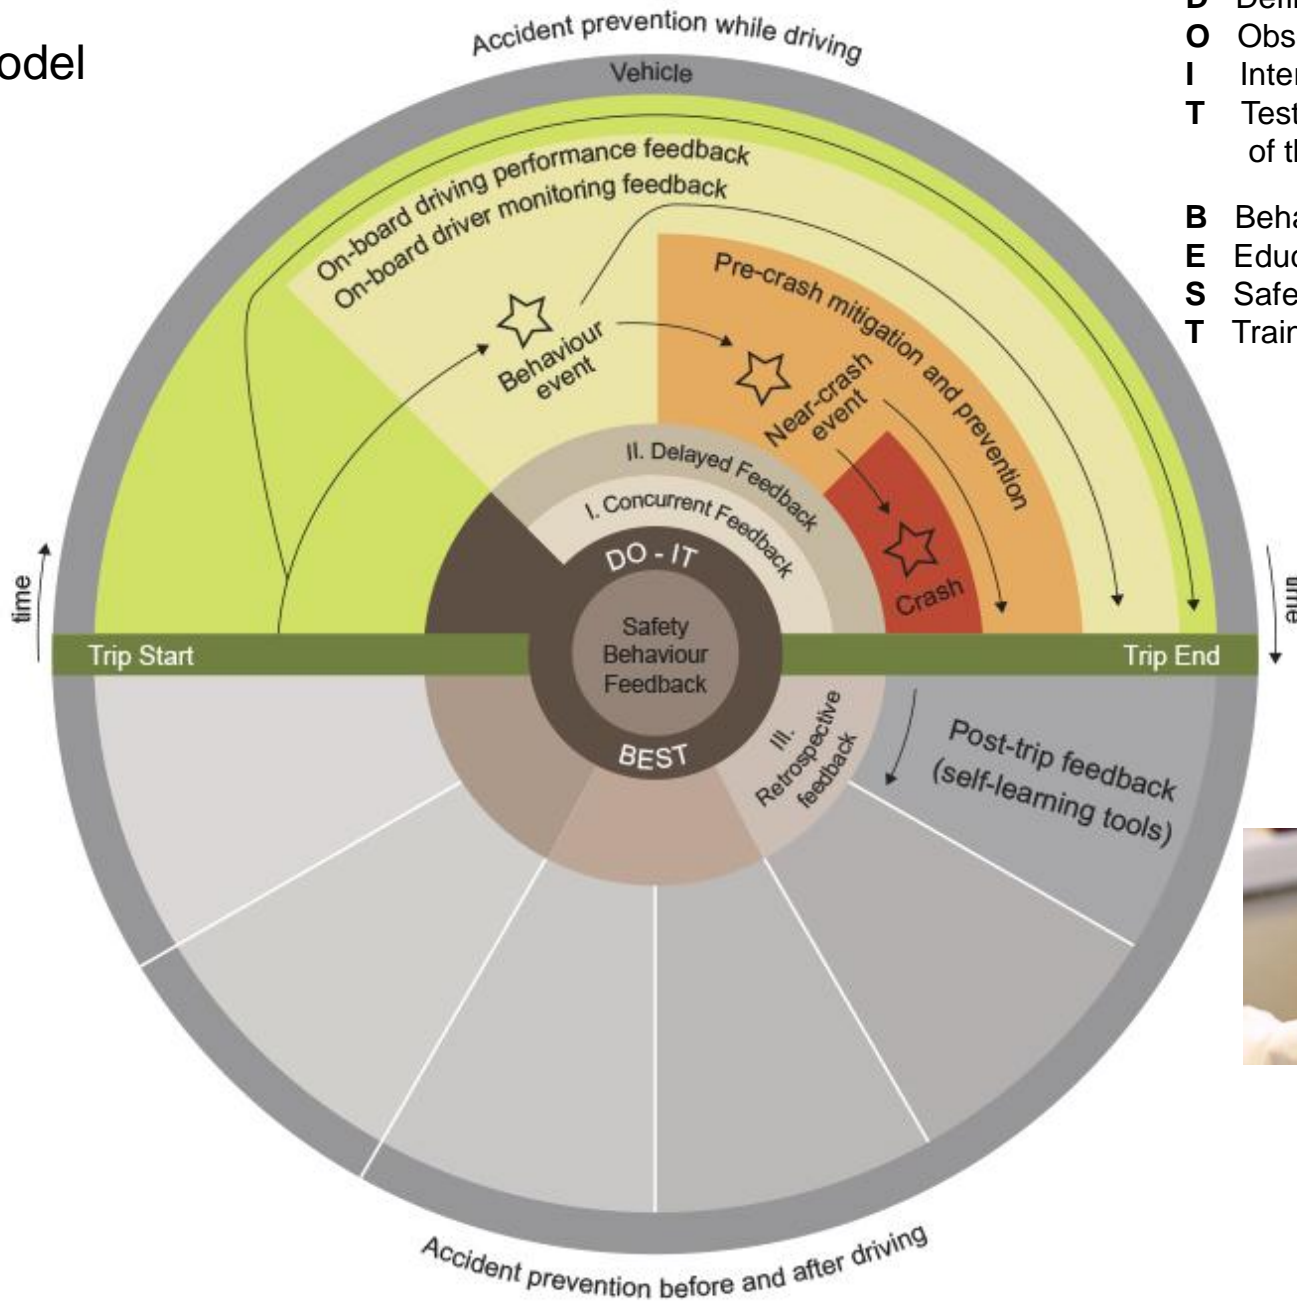 odel
Accident prevention while driving
Vehicle
On-board driving performance feedback
On-board driver monitoring feedback
Behaviour
event
Pre-crash mitigation and prevention
Near-crash
event
Crash
II. Delayed Feedback
I. Concurrent Feedback
DO - IT
Safety
Behaviour
Feedback
BEST
time
time
Trip Start
Trip End
III.
Retrospective
feedback
Post-trip feedback
(self-learning tools)
Accident prevention before and after driving
D Defi
O Obs
I Inter
T Test
of th
B Beha
E Educ
S Safe
T Train